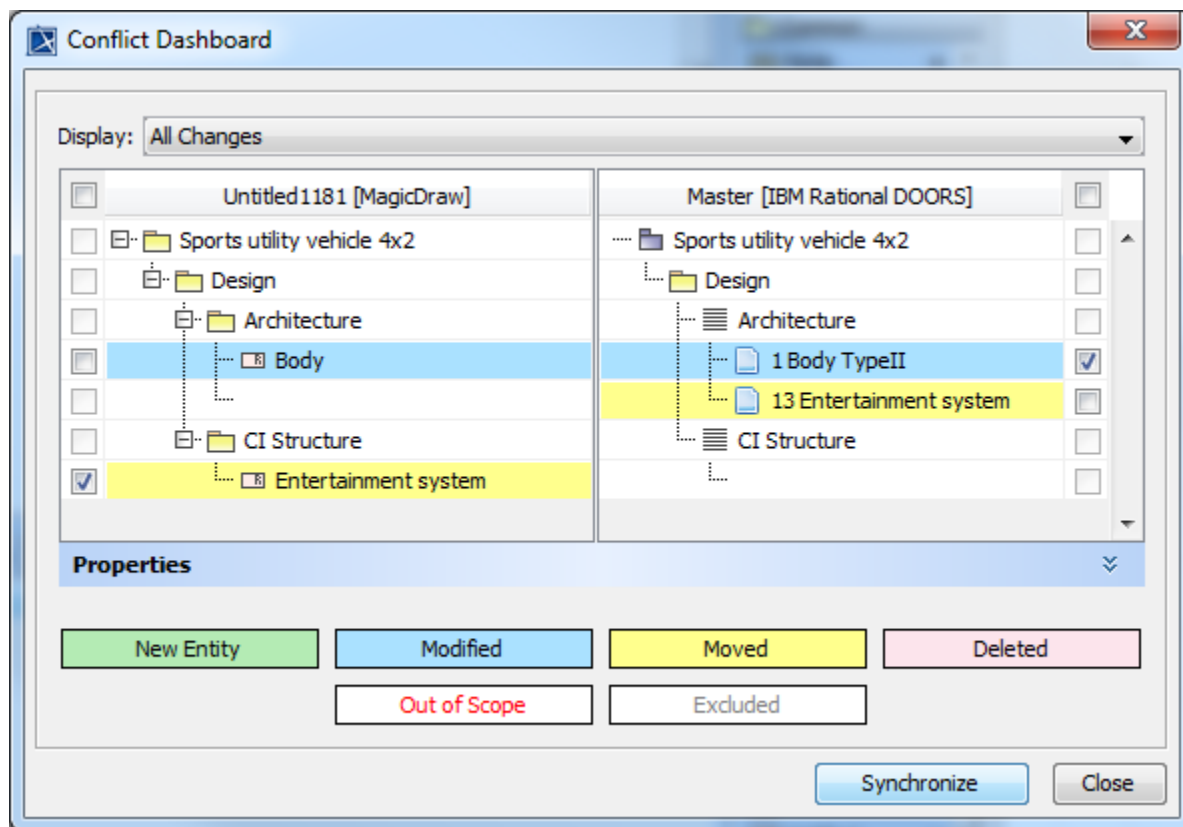 Conflict Dashboard
Display: All Changes
Untitled1181 [MagicDraw] Master [IBM Rational DOORS]
Sports utility vehicle 4x2 Sports utility vehicle 4x2
Design Design
Architecture Architecture
Body 1 Body TypeII
13 Entertainment system
CI Structure CI Structure
Entertainment system
Properties
New Entity Modified Moved Deleted
Out of Scope Excluded
Synchronize Close